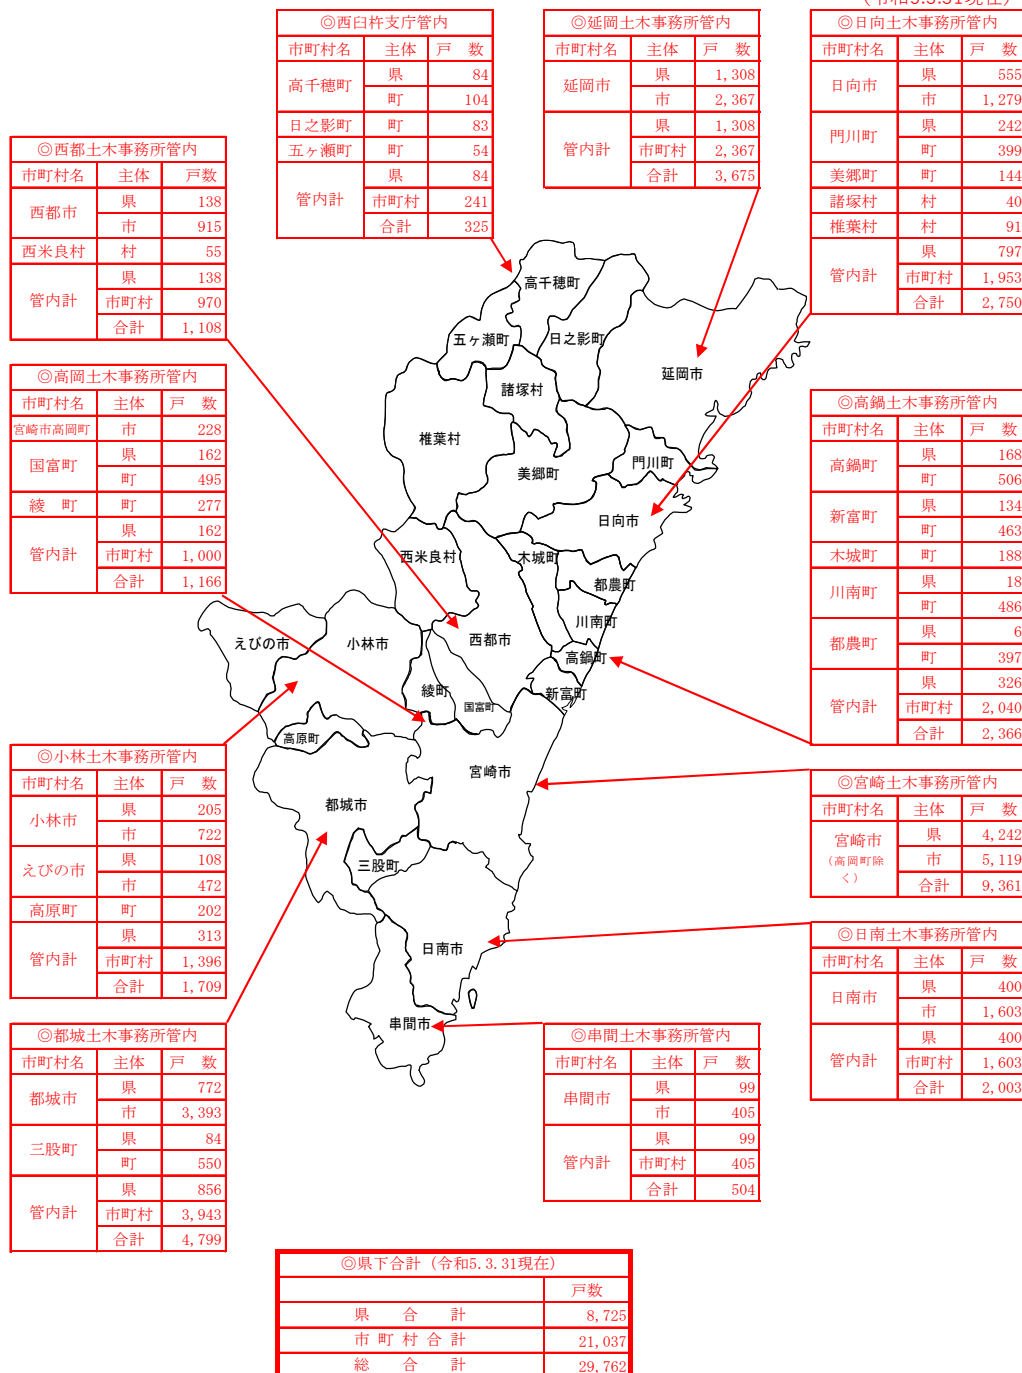 (令和5.3.31現在)
◎西臼杵支庁管内
市町村名 主体 戸 数
高千穂町 県 84
町 104
日之影町 町 83
五ヶ瀬町 町 54
管内計 県 84
市町村 241
合計 325
◎延岡土木事務所管内
市町村名 主体 戸 数
延岡市 県 1,308
市 2,367
管内計 県 1,308
市町村 2,367
合計 3,675
◎日向土木事務所管内
市町村名 主体 戸 数
日向市 県 555
市 1,279
門川町 県 242
町 399
美郷町 町 144
諸塚村 村 40
椎葉村 村 91
管内計 県 797
市町村 1,953
合計 2,750
◎西都土木事務所管内
市町村名 主体 戸数
西都市 県 138
市 915
西米良村 村 55
管内計 県 138
市町村 970
合計 1,108
◎高岡土木事務所管内
市町村名 主体 戸 数
宮崎市高岡町 市 228
国富町 県 162
町 495
綾 町 町 277
管内計 県 162
市町村 1,000
合計 1,166
◎高鍋土木事務所管内
市町村名 主体 戸 数
高鍋町 県 168
町 506
新富町 県 134
町 463
木城町 町 188
川南町 県 18
町 486
都農町 県 6
町 397
管内計 県 326
市町村 2,040
合計 2,366
高千穂町
五ヶ瀬町
日之影町
延岡市
諸塚村
椎葉村
美郷町
門川町
日向市
西米良村
木城町
都農町
川南町
えびの市
小林市
西都市
高鍋町
綾町
国富町
新富町
高原町
宮崎市
都城市
三股町
日南市
串間市
◎小林土木事務所管内
市町村名 主体 戸 数
小林市 県 205
市 722
えびの市 県 108
市 472
高原町 町 202
管内計 県 313
市町村 1,396
合計 1,709
◎宮崎土木事務所管内
市町村名 主体 戸 数
宮崎市 県 4,242
(高岡町除 市 5,119
く) 合計 9,361
◎日南土木事務所管内
市町村名 主体 戸 数
日南市 県 400
市 1,603
管内計 県 400
市町村 1,603
合計 2,003
◎都城土木事務所管内
市町村名 主体 戸 数
都城市 県 772
市 3,393
三股町 県 84
町 550
管内計 県 856
市町村 3,943
合計 4,799
◎串間土木事務所管内
市町村名 主体 戸 数
串間市 県 99
市 405
管内計 県 99
市町村 405
合計 504
◎県下合計(令和5.3.31現在)
戸数
県 合 計 8,725
市 町 村 合 計 21,037
総 合 計 29,762